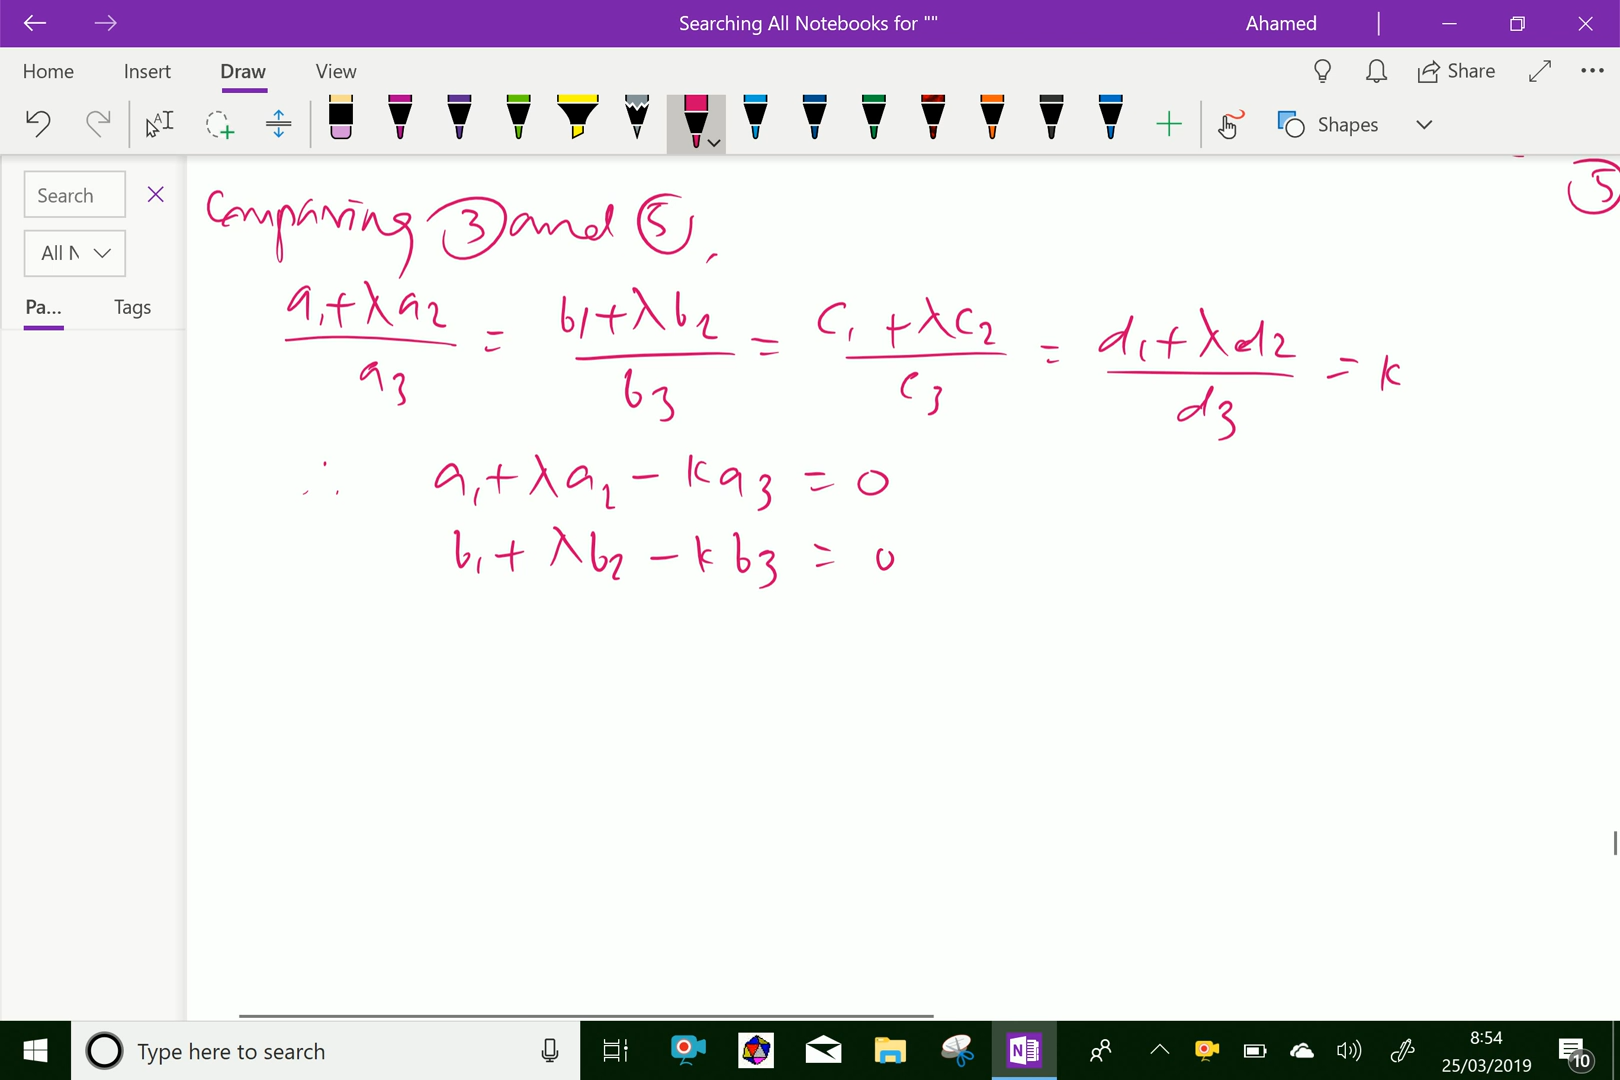 Searching All Notebooks for ""
Ahamed
Home Insert Draw View
Share
Shapes
Search
All N
Pa... Tags
5
Comparing 3 and 5,
a₁+λa₂/a₃ = b₁+λb₂/b₃ = c₁+λc₂/c₃ = d₁+λd₂/d₃ = k
∴ a₁+λa₂-ka₃ = 0
b₁+λb₂-kb₃ = 0
Type here to search
N
8:54
25/03/2019
10